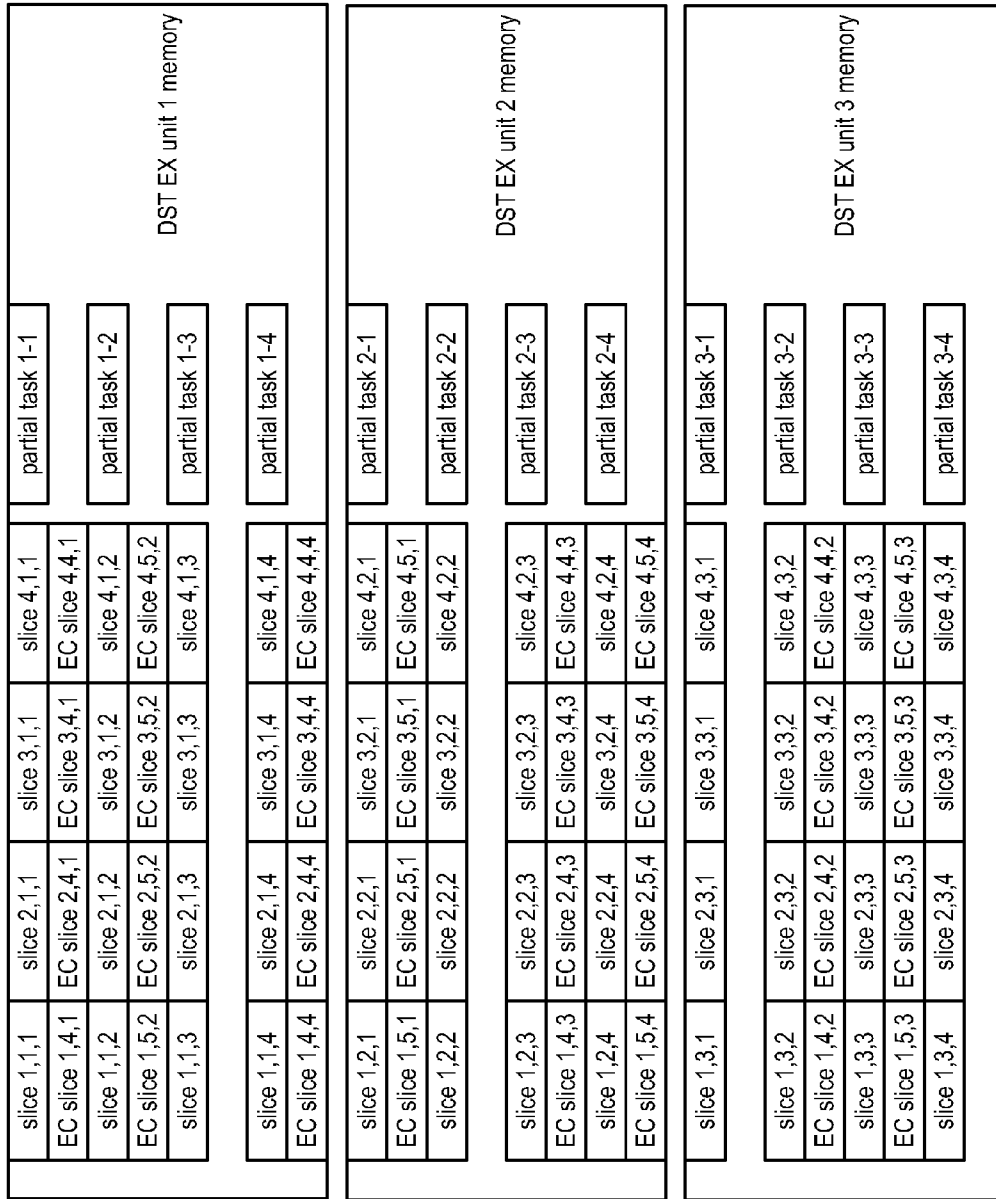 slice 1,1,1 slice 2,1,1 slice 3,1,1 slice 4,1,1 partial task 1-1
EC slice 1,4,1 EC slice 2,4,1 EC slice 3,4,1 EC slice 4,4,1
slice 1,1,2 slice 2,1,2 slice 3,1,2 slice 4,1,2 partial task 1-2
EC slice 1,5,2 EC slice 2,5,2 EC slice 3,5,2 EC slice 4,5,2
DST EX unit 1 memory
slice 1,1,3 slice 2,1,3 slice 3,1,3 slice 4,1,3 partial task 1-3
slice 1,1,4 slice 2,1,4 slice 3,1,4 slice 4,1,4 partial task 1-4
EC slice 1,4,4 EC slice 2,4,4 EC slice 3,4,4 EC slice 4,4,4
slice 1,2,1 slice 2,2,1 slice 3,2,1 slice 4,2,1 partial task 2-1
EC slice 1,5,1 EC slice 2,5,1 EC slice 3,5,1 EC slice 4,5,1
slice 1,2,2 slice 2,2,2 slice 3,2,2 slice 4,2,2 partial task 2-2
DST EX unit 2 memory
slice 1,2,3 slice 2,2,3 slice 3,2,3 slice 4,2,3 partial task 2-3
EC slice 1,4,3 EC slice 2,4,3 EC slice 3,4,3 EC slice 4,4,3
slice 1,2,4 slice 2,2,4 slice 3,2,4 slice 4,2,4 partial task 2-4
EC slice 1,5,4 EC slice 2,5,4 EC slice 3,5,4 EC slice 4,5,4
slice 1,3,1 slice 2,3,1 slice 3,3,1 slice 4,3,1 partial task 3-1
slice 1,3,2 slice 2,3,2 slice 3,3,2 slice 4,3,2 partial task 3-2
EC slice 1,4,2 EC slice 2,4,2 EC slice 3,4,2 EC slice 4,4,2
DST EX unit 3 memory
slice 1,3,3 slice 2,3,3 slice 3,3,3 slice 4,3,3 partial task 3-3
EC slice 1,5,3 EC slice 2,5,3 EC slice 3,5,3 EC slice 4,5,3
slice 1,3,4 slice 2,3,4 slice 3,3,4 slice 4,3,4 partial task 3-4